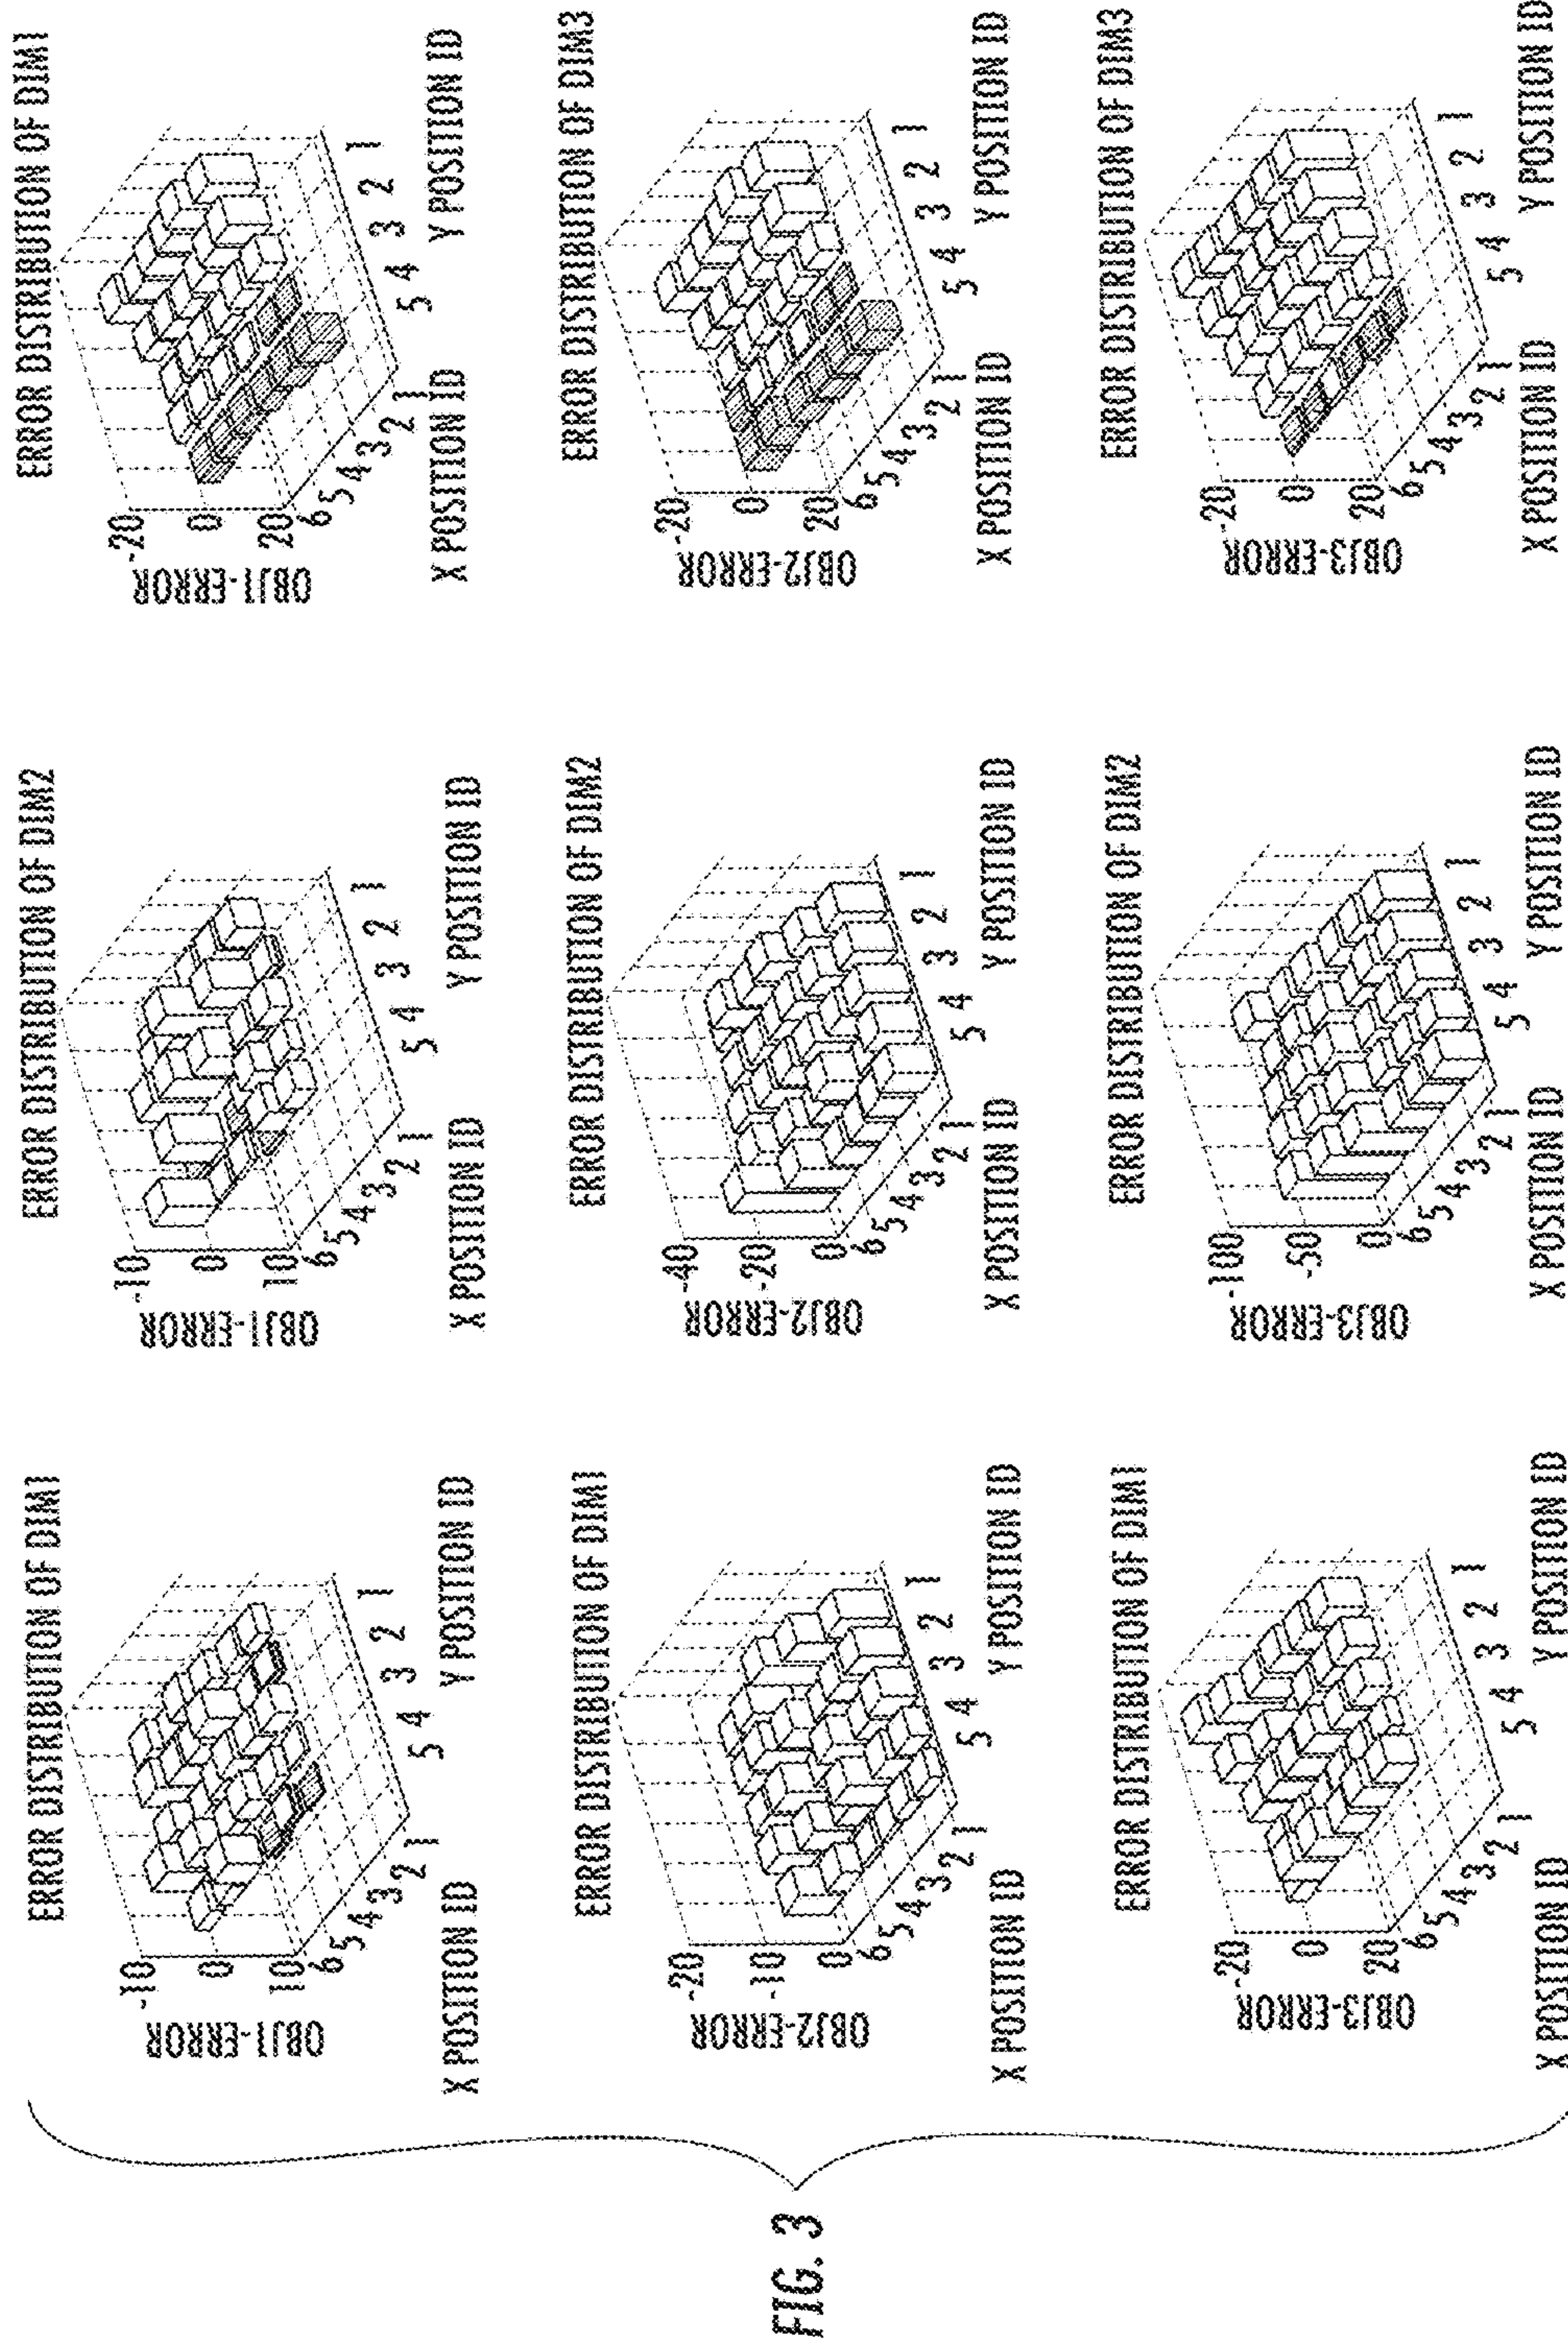 ERROR DISTRIBUTION OF DIM1
OBJ1-ERROR
-10
0
10
6 5 4 3 2 1
X POSITION ID
5 4 3 2 1
Y POSITION ID
ERROR DISTRIBUTION OF DIM2
OBJ1-ERROR
-10
0
10
6 5 4 3 2 1
X POSITION ID
5 4 3 2 1
Y POSITION ID
ERROR DISTRIBUTION OF DIM1
OBJ1-ERROR
-20
0
20
6 5 4 3 2 1
X POSITION ID
5 4 3 2 1
Y POSITION ID
ERROR DISTRIBUTION OF DIM1
OBJ2-ERROR
-20
-10
0
6 5 4 3 2 1
X POSITION ID
5 4 3 2 1
Y POSITION ID
ERROR DISTRIBUTION OF DIM2
OBJ2-ERROR
-40
-20
0
6 5 4 3 2 1
X POSITION ID
5 4 3 2 1
Y POSITION ID
ERROR DISTRIBUTION OF DIM3
OBJ2-ERROR
-20
0
20
6 5 4 3 2 1
X POSITION ID
5 4 3 2 1
Y POSITION ID
ERROR DISTRIBUTION OF DIM1
OBJ3-ERROR
-20
0
20
6 5 4 3 2 1
X POSITION ID
5 4 3 2 1
Y POSITION ID
ERROR DISTRIBUTION OF DIM2
OBJ3-ERROR
-100
-50
0
6 5 4 3 2 1
X POSITION ID
5 4 3 2 1
Y POSITION ID
ERROR DISTRIBUTION OF DIM3
OBJ3-ERROR
-20
0
20
6 5 4 3 2 1
X POSITION ID
5 4 3 2 1
Y POSITION ID
FIG. 3